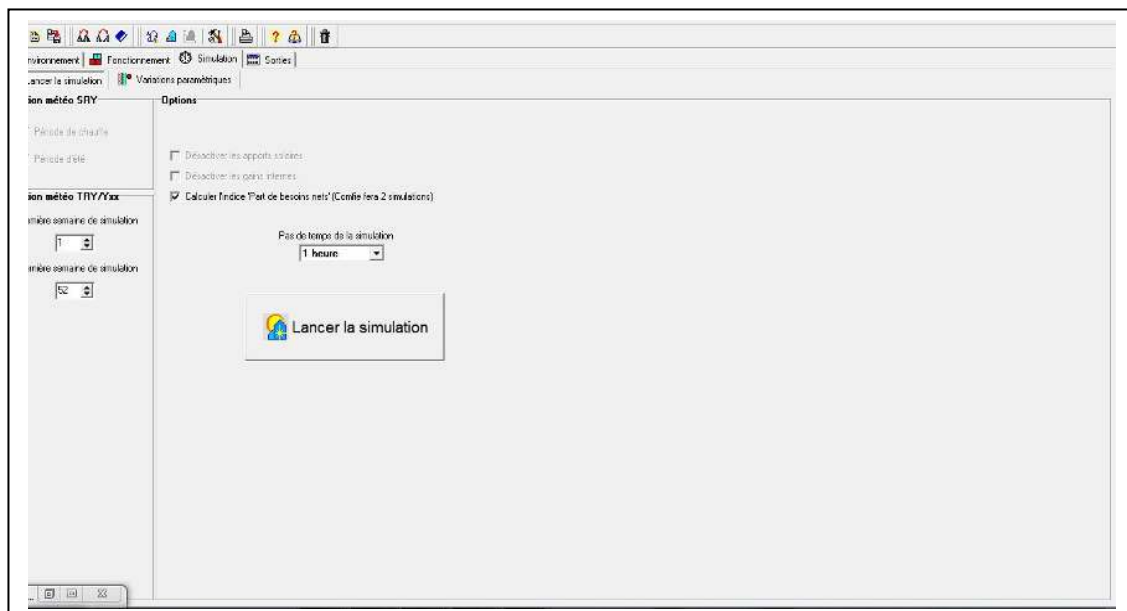 nvironnement Fonctionnement Simulation Sorties
Lancer la simulation Variations paramétriques
ion météo SRY
Options
Période de chauffe
Période d'été
Désactiver les apports solaires
Désactiver les gains internes
ion météo TRY/Yxx
Calculer l'indice 'Part de besoins nets' (Comfie fera 2 simulations)
mière semaine de simulation
1
Pas de temps de la simulation
1 heure
rnière semaine de simulation
52
Lancer la simulation